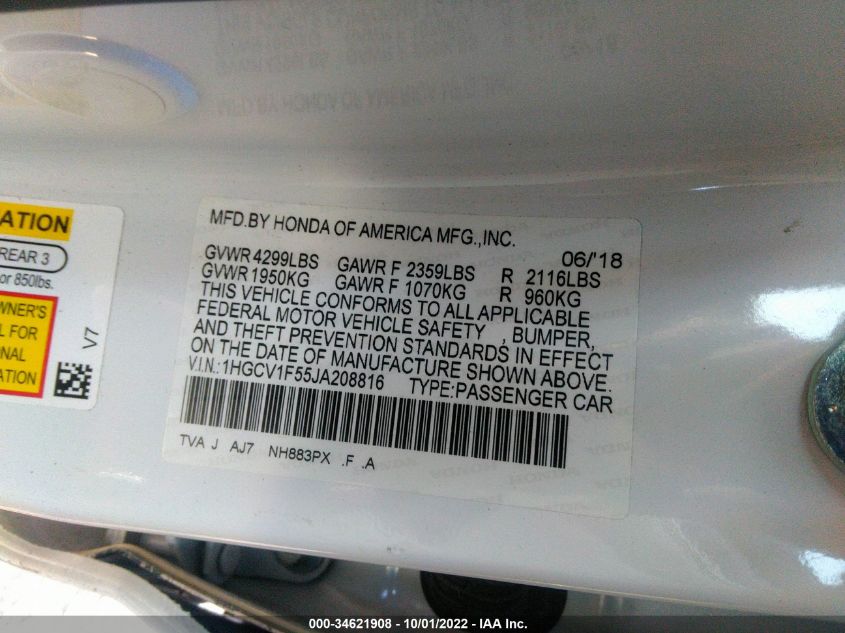 MFD.BY HONDA OF AMERICA MFG.,INC. 06/'18
GVWR 4299LBS GAWR F 2359LBS R 2116LBS
GVWR 1950KG GAWR F 1070KG R 960KG
THIS VEHICLE CONFORMS TO ALL APPLICABLE
FEDERAL MOTOR VEHICLE SAFETY , BUMPER,
AND THEFT PREVENTION STANDARDS IN EFFECT
ON THE DATE OF MANUFACTURE SHOWN ABOVE.
V.I.N.:1HGCV1F55JA208816 TYPE:PASSENGER CAR
TVA J AJ7 NH883PX .F .A
ATION
REAR 3
or 850lbs.
OWNER'S
L FOR
ONAL
ATION
V7
000-34621908 - 10/01/2022 - IAA Inc.